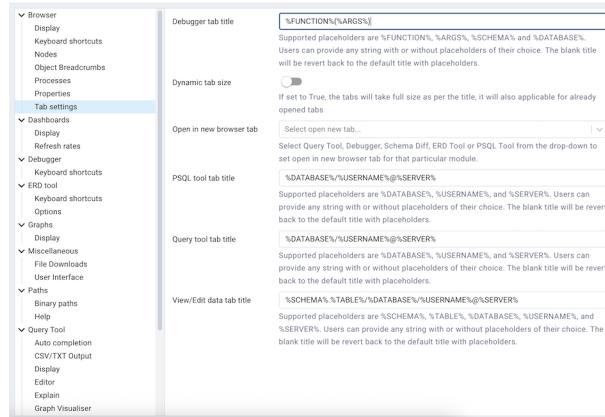 Browser
Display
Keyboard shortcuts
Nodes
Object Breadcrumbs
Processes
Properties
Tab settings
Dashboards
Display
Refresh rates
Debugger
Keyboard shortcuts
ERD tool
Keyboard shortcuts
Options
Graphs
Display
Miscellaneous
File Downloads
User Interface
Paths
Binary paths
Help
Query Tool
Auto completion
CSV/TXT Output
Display
Editor
Explain
Graph Visualiser
Debugger tab title
%FUNCTION%(%ARGS%)
Supported placeholders are %FUNCTION%, %ARGS%, %SCHEMA% and %DATABASE%.
Users can provide any string with or without placeholders of their choice. The blank title
will be revert back to the default title with placeholders.
Dynamic tab size
If set to True, the tabs will take full size as per the title, it will also applicable for already
opened tabs
Open in new browser tab
Select open new tab...
Select Query Tool, Debugger, Schema Diff, ERD Tool or PSQL Tool from the drop-down to
set open in new browser tab for that particular module.
PSQL tool tab title
%DATABASE%/%USERNAME%@%SERVER%
Supported placeholders are %DATABASE%, %USERNAME%, and %SERVER%. Users can
provide any string with or without placeholders of their choice. The blank title will be revert
back to the default title with placeholders.
Query tool tab title
%DATABASE%/%USERNAME%@%SERVER%
Supported placeholders are %DATABASE%, %USERNAME%, and %SERVER%. Users can
provide any string with or without placeholders of their choice. The blank title will be revert
back to the default title with placeholders.
View/Edit data tab title
%SCHEMA%.%TABLE%/%DATABASE%/%USERNAME%@%SERVER%
Supported placeholders are %SCHEMA%, %TABLE%, %DATABASE%, %USERNAME%, and
%SERVER%. Users can provide any string with or without placeholders of their choice. The
blank title will be revert back to the default title with placeholders.